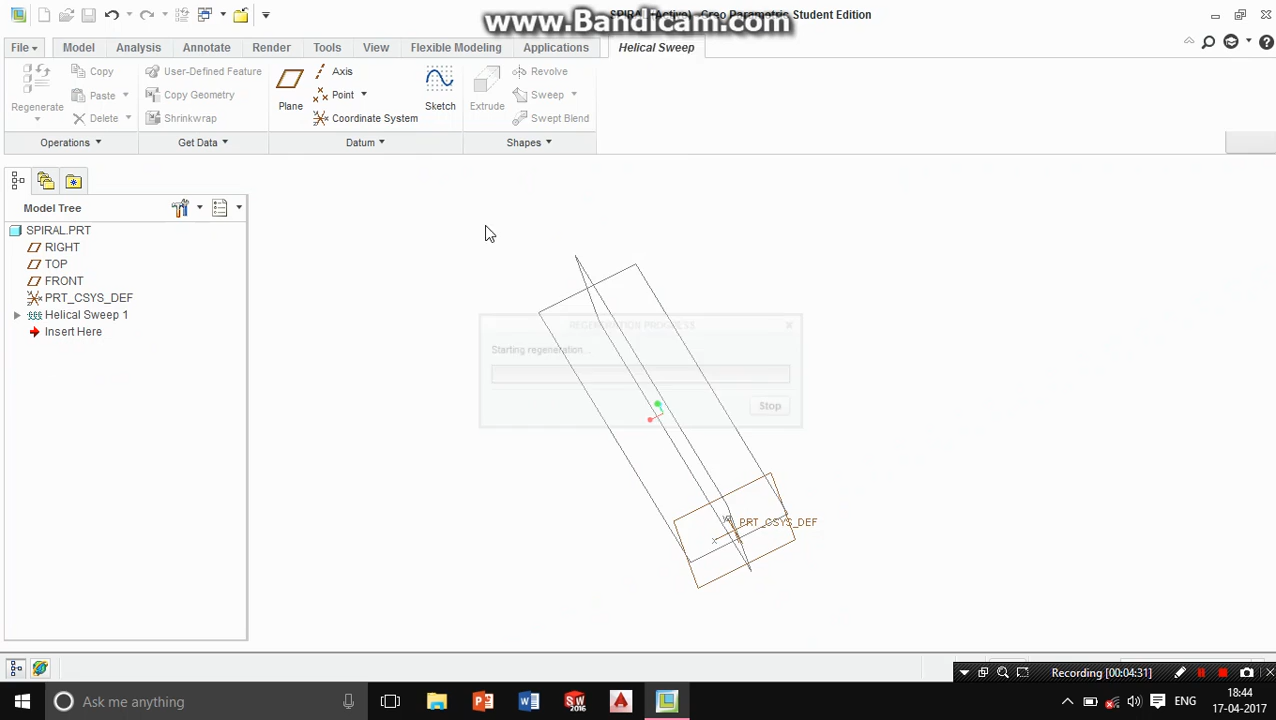 SPIRAL (Active) - Creo Parametric Student Edition
www.Bandicam.com
File Model Analysis Annotate Render Tools View Flexible Modeling Applications Helical Sweep
Regenerate
Copy
Paste
Delete
User-Defined Feature
Copy Geometry
Shrinkwrap
Plane
Axis
Point
Coordinate System
Sketch
Extrude
Revolve
Sweep
Swept Blend
Operations Get Data Datum Shapes
Model Tree
SPIRAL.PRT
RIGHT
TOP
FRONT
PRT_CSYS_DEF
Helical Sweep 1
Insert Here
REGENERATION PROGRESS
Starting regeneration...
Stop
PRT_CSYS_DEF
X
Recording [00:04:31]
Ask me anything
SW
2016
18:44
17-04-2017